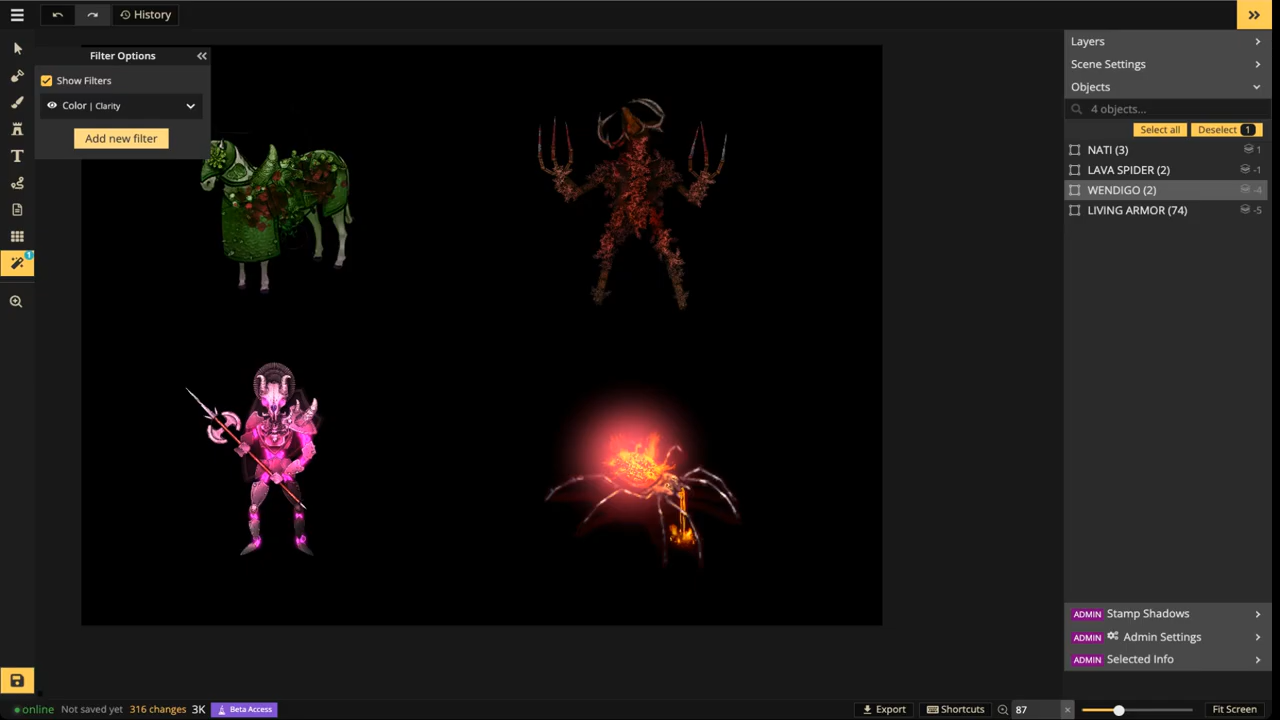 History
Filter Options
Show Filters
Color | Clarity
Add new filter
Layers
Scene Settings
Objects
4 objects...
Select all
Deselect 1
NATI (3) 1
LAVA SPIDER (2) -1
WENDIGO (2) -4
LIVING ARMOR (74) -5
1
ADMIN Stamp Shadows
ADMIN Admin Settings
ADMIN Selected Info
online Not saved yet 316 changes 3K Beta Access Export Shortcuts 87 × Fit Screen